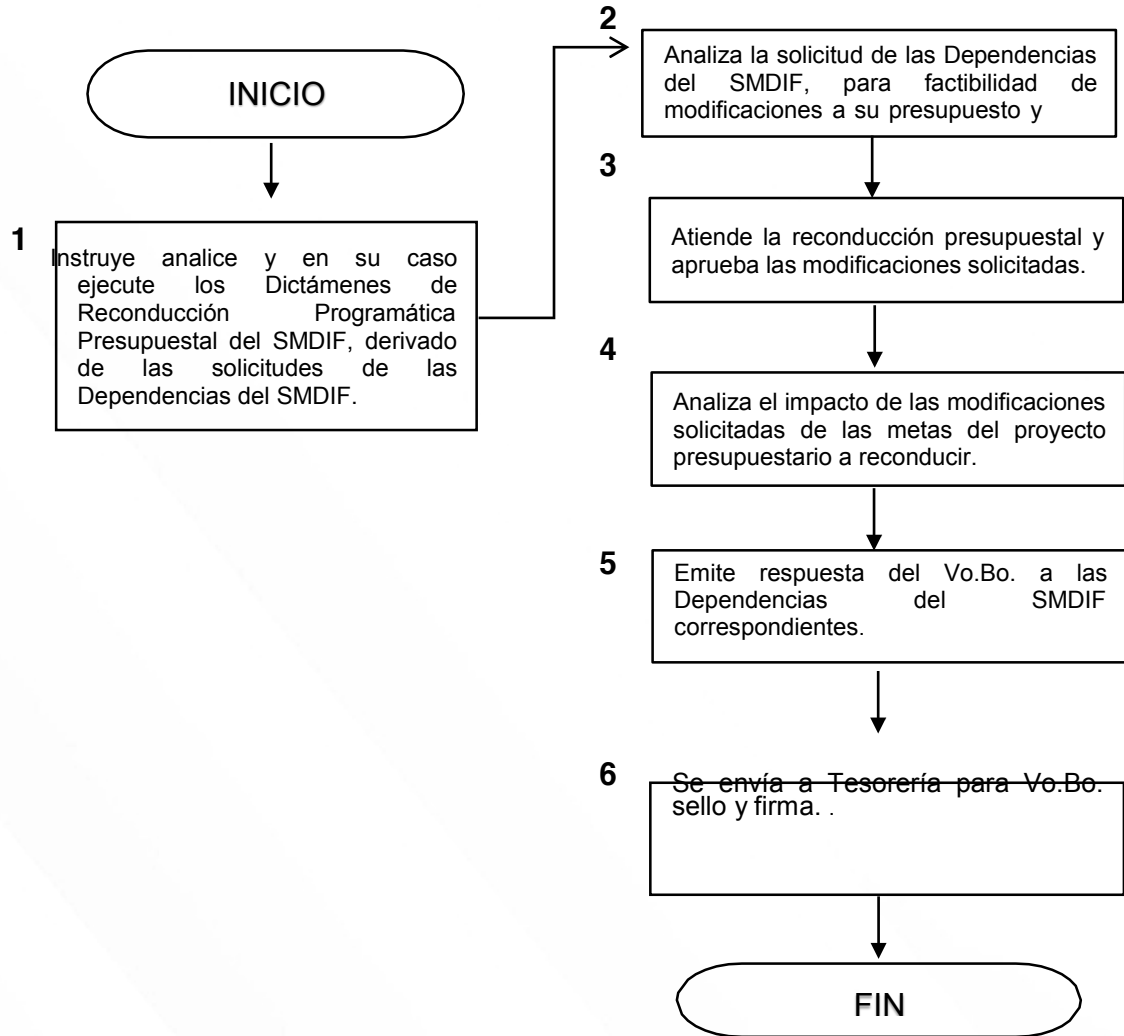 INICIO
1
Instruye analice y en su caso
ejecute los Dictámenes de
Reconducción Programática
Presupuestal del SMDIF, derivado
de las solicitudes de las
Dependencias del SMDIF.
2
Analiza la solicitud de las Dependencias
del SMDIF, para factibilidad de
modificaciones a su presupuesto y
3
Atiende la reconducción presupuestal y
aprueba las modificaciones solicitadas.
4
Analiza el impacto de las modificaciones
solicitadas de las metas del proyecto
presupuestario a reconducir.
5
Emite respuesta del Vo.Bo. a las
Dependencias del SMDIF
correspondientes.
6
Se envía a Tesorería para Vo.Bo.
sello y firma. .
FIN